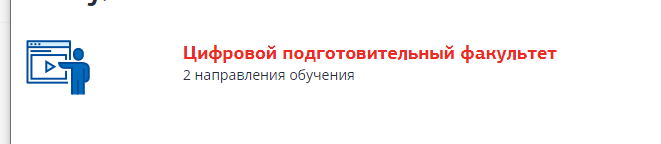 Цифровой подготовительный факультет
2 направления обучения